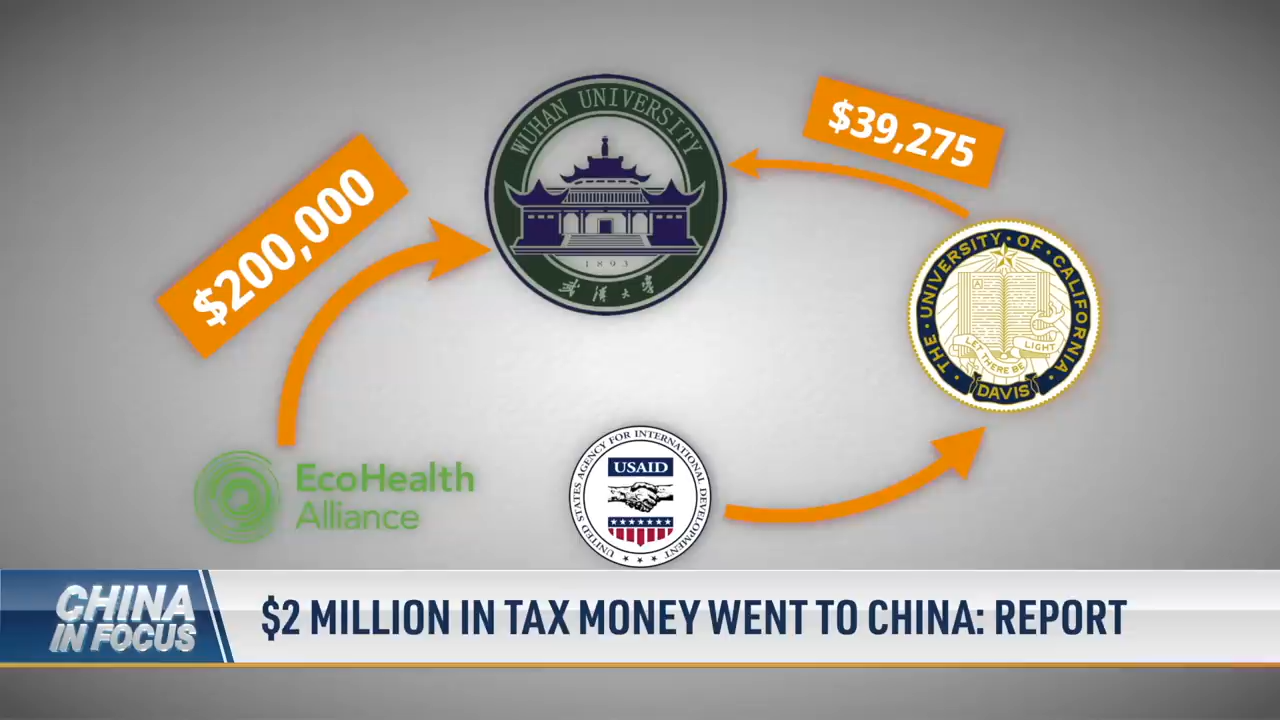 WUHAN UNIVERSITY
1893
武汉大学
$39,275
$200,000
THE UNIVERSITY OF CALIFORNIA
A
LET THERE BE LIGHT
DAVIS
EcoHealth
Alliance
UNITED STATES AGENCY FOR INTERNATIONAL DEVELOPMENT
USAID
CHINA
IN FOCUS
$2 MILLION IN TAX MONEY WENT TO CHINA: REPORT